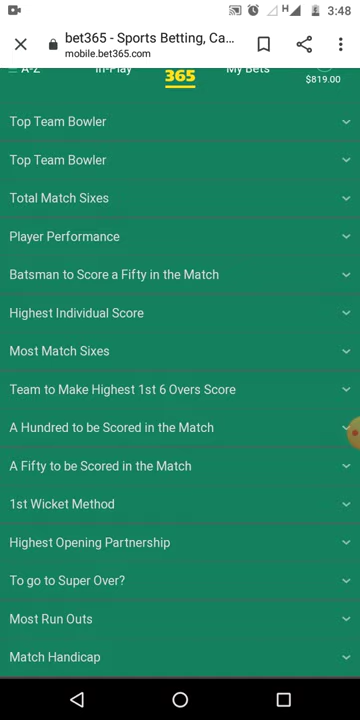 H 3:48
bet365 - Sports Betting, Ca...
mobile.bet365.com
A-Z In-Play 365 My Bets
$819.00
Top Team Bowler
Top Team Bowler
Total Match Sixes
Player Performance
Batsman to Score a Fifty in the Match
Highest Individual Score
Most Match Sixes
Team to Make Highest 1st 6 Overs Score
A Hundred to be Scored in the Match
A Fifty to be Scored in the Match
1st Wicket Method
Highest Opening Partnership
To go to Super Over?
Most Run Outs
Match Handicap